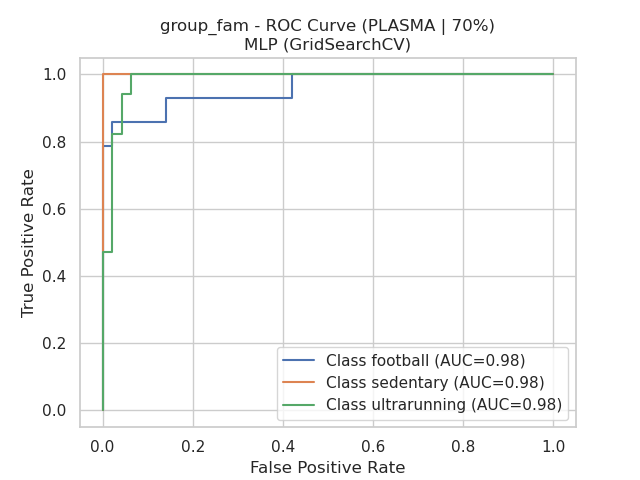 group_fam - ROC Curve (PLASMA | 70%)
MLP (GridSearchCV)
True Positive Rate
1.0
0.8
0.6
0.4
0.2
0.0
Class football (AUC=0.98)
Class sedentary (AUC=0.98)
Class ultrarunning (AUC=0.98)
0.0 0.2 0.4 0.6 0.8 1.0
False Positive Rate